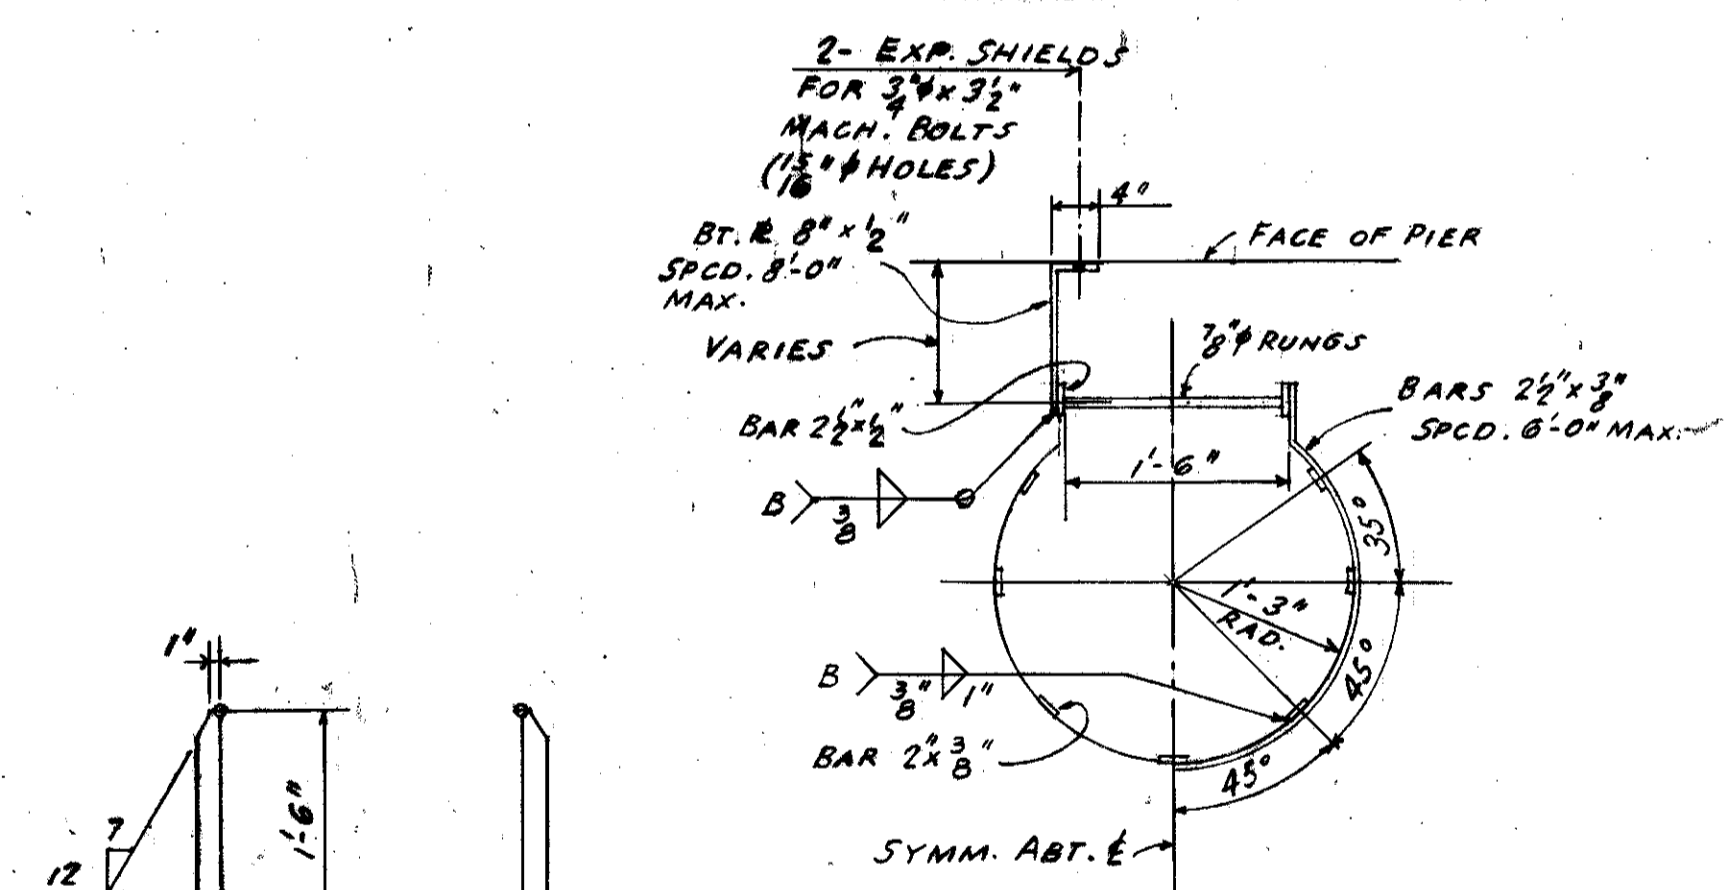 2- EXP. SHIELDS
FOR 3/4"φ x 3 1/2"
MACH. BOLTS
(15/16"φ HOLES)
4"
BT. ℞ 8" x 1/2"
SPCD. 8'-0"
MAX.
FACE OF PIER
VARIES
7/8"φ RUNGS
BAR 2 1/2" x 1/2"
BARS 2 1/2" x 3/8"
SPCD. 6'-0" MAX.
1'-6"
B
3/8
35°
1'-3"
RAD.
45°
B
3/8"
1"
BAR 2" x 3/8"
45°
SYMM. ABT. ℄
1"
1'-6"
7
12